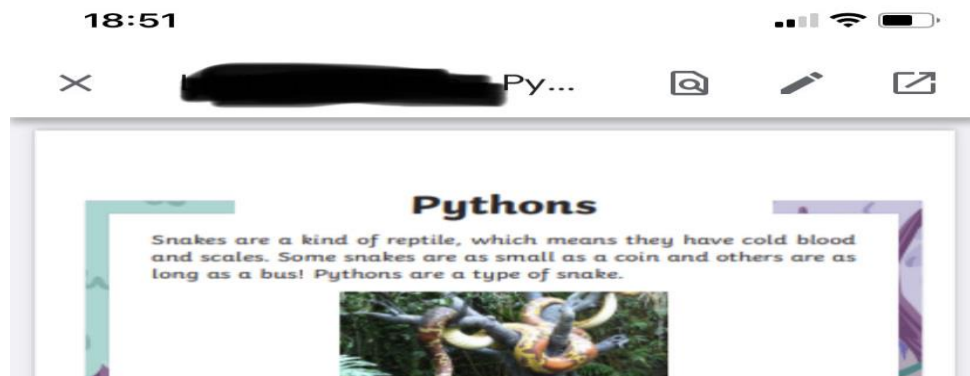 18:51
Py...
Pythons
Snakes are a kind of reptile, which means they have cold blood
and scales. Some snakes are as small as a coin and others are as
long as a bus! Pythons are a type of snake.